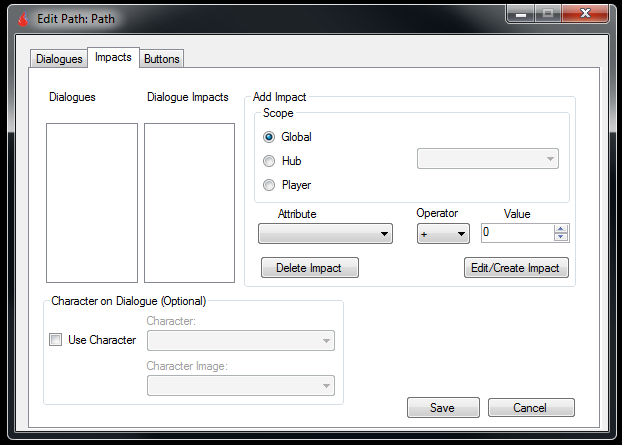 Edit Path: Path
Dialogues Impacts Buttons
Dialogues Dialogue Impacts Add Impact
Scope
Global
Hub
Player
Attribute Operator Value
+ 0
Delete Impact Edit/Create Impact
Character on Dialogue (Optional)
Character:
Use Character
Character Image:
Save Cancel